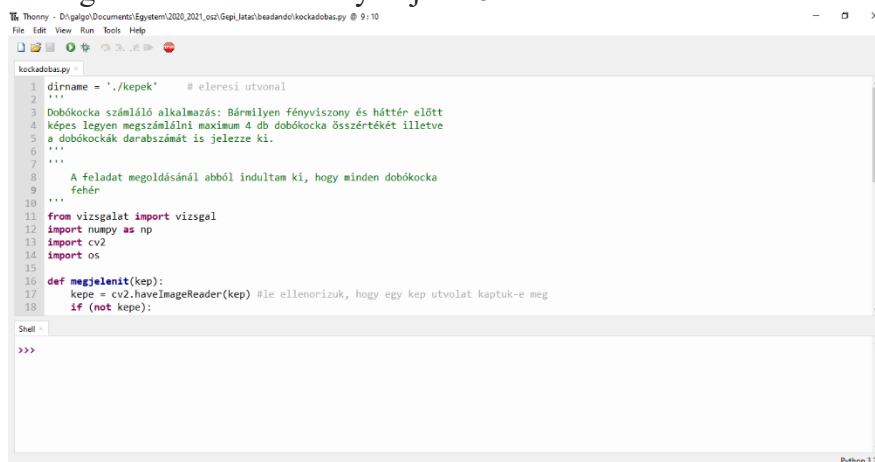 Thonny - D:\galgo\Documents\Egyetem\2020_2021_osz\Gepi_latas\beadando\kockadobas.py @ 9:10
File Edit View Run Tools Help
kockadobas.py
1 dirname = './kepek' # eleresi utvonal
2 '''
3 Dobókocka számláló alkalmazás: Bármilyen fényviszony és háttér előtt
4 képes legyen megszámlálni maximum 4 db dobókocka összértékét illetve
5 a dobókockák darabszámát is jelezze ki.
6 '''
7 '''
8 A feladat megoldásánál abból indultam ki, hogy minden dobókocka
9 fehér
10 '''
11 from vizsgalat import vizsgal
12 import numpy as np
13 import cv2
14 import os
15
16 def megjelenit(kep):
17 kepe = cv2.haveImageReader(kep) #le ellenorizuk, hogy egy kep utvolat kaptuk-e meg
18 if (not kepe):
Shell
>>>